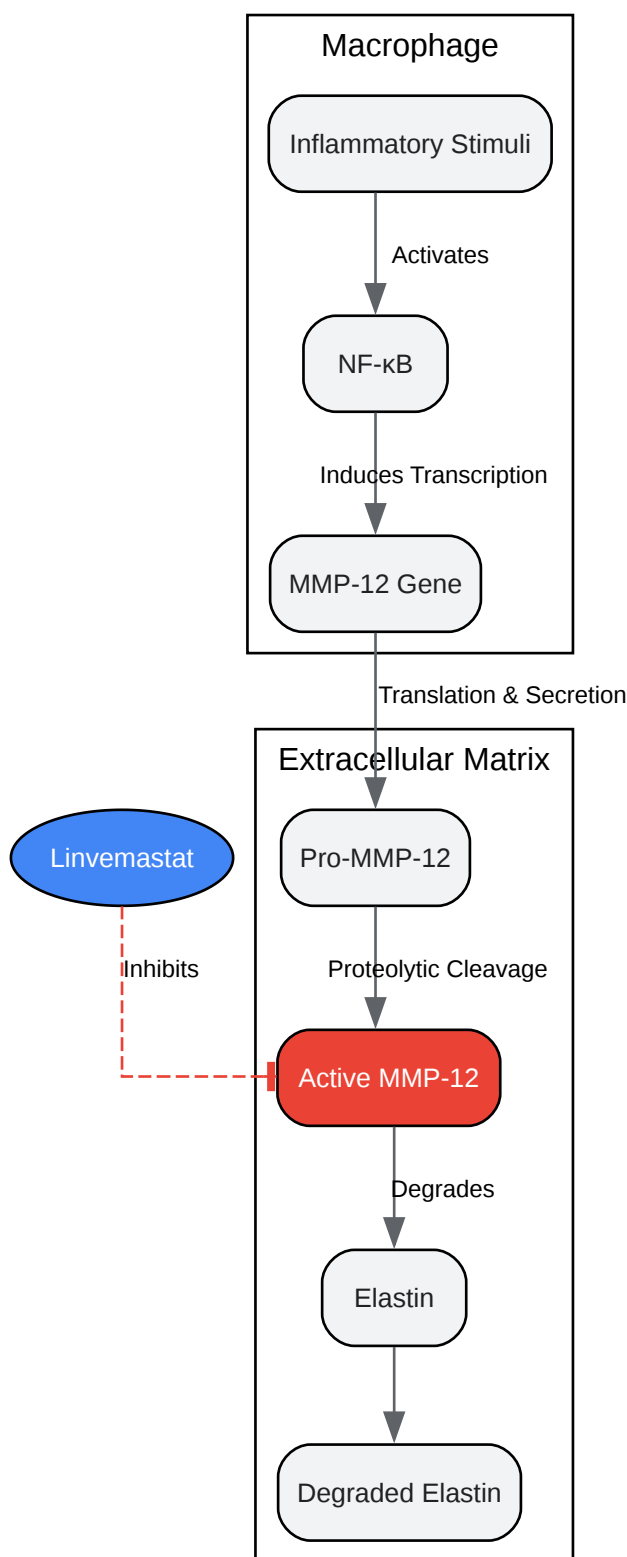 Macrophage
Inflammatory Stimuli
Activates
NF-κB
Induces Transcription
MMP-12 Gene
Translation & Secretion
Extracellular Matrix
Linvemastat
Pro-MMP-12
Inhibits
Proteolytic Cleavage
Active MMP-12
Degrades
Elastin
Degraded Elastin